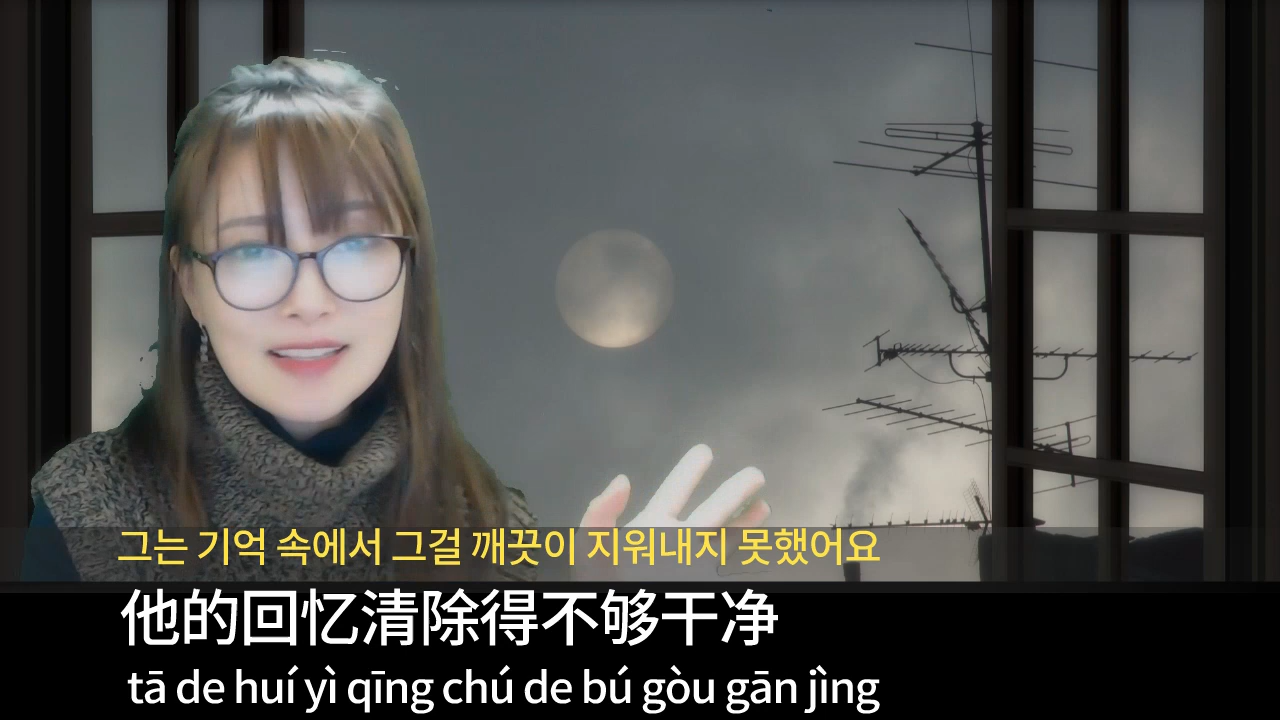 그는 기억 속에서 그걸 깨끗이 지워내지 못했어요
他的回忆清除得不够干净
tā de huí yì qīng chú de bú gòu gān jìng